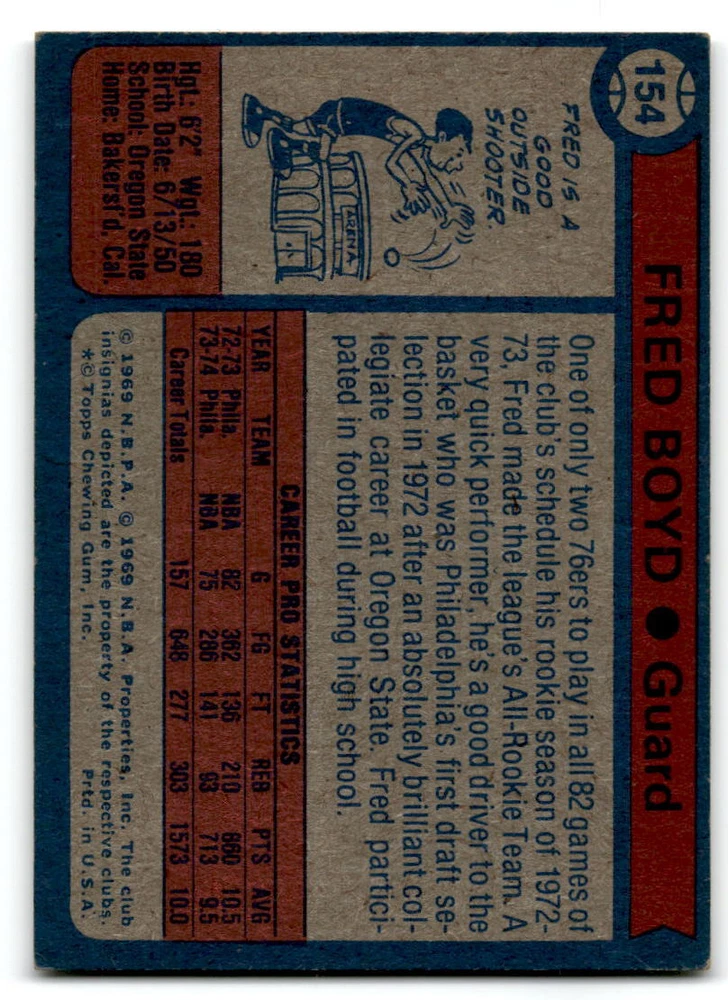 154
FRED BOYD ● Guard
FRED IS A
GOOD
OUTSIDE
SHOOTER.
ARENA
Hgt.: 6'2" Wgt.: 180
Birth Date: 6/13/50
School: Oregon State
Home: Bakersf'd, Cal.
One of only two 76ers to play in all 82 games of
the club's schedule his rookie season of 1972-
73, Fred made the league's All-Rookie Team. A
very quick performer, he's a good driver to the
basket who was Philadelphia's first draft se-
lection in 1972 after an absolutely brilliant col-
legiate career at Oregon State. Fred partici-
pated in football during high school.
CAREER PRO STATISTICS
YEAR TEAM G FG FT REB PTS AVG
72-73 Phila. NBA 82 362 136 210 860 10.5
73-74 Phila. NBA 75 286 141 93 713 9.5
Career Totals 157 648 277 303 1573 10.0
© 1969 N.B.P.A. © 1969 N.B.A. Properties, Inc. The club
insignias depicted are the property of the respective clubs.
*© Topps Chewing Gum, Inc. Prtd. in U.S.A.